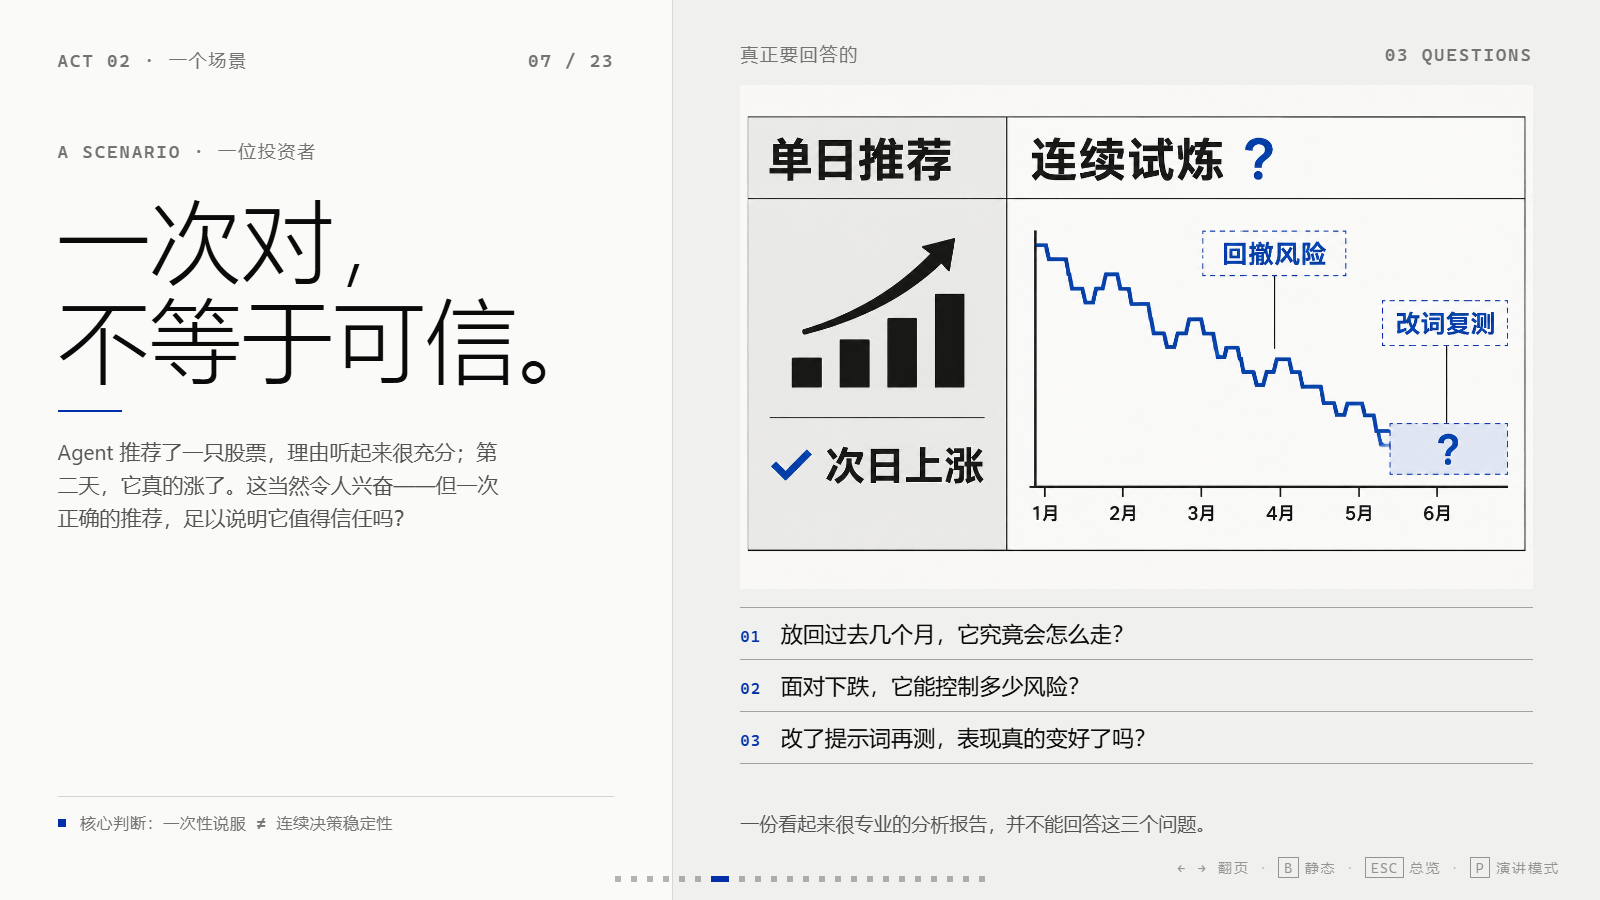 ACT 02 · 一个场景
07 / 23
A SCENARIO · 一位投资者
一次对，
不等于可信。
Agent 推荐了一只股票，理由听起来很充分；第
二天，它真的涨了。这当然令人兴奋——但一次
正确的推荐，足以说明它值得信任吗？
核心判断：一次性说服 ≠ 连续决策稳定性
真正要回答的
03 QUESTIONS
单日推荐
连续试炼 ?
回撤风险
改词复测
?
次日上涨
1月 2月 3月 4月 5月 6月
01 放回过去几个月，它究竟会怎么走？
02 面对下跌，它能控制多少风险？
03 改了提示词再测，表现真的变好了吗？
一份看起来很专业的分析报告，并不能回答这三个问题。
← → 翻页 · B 静态 · ESC 总览 · P 演讲模式